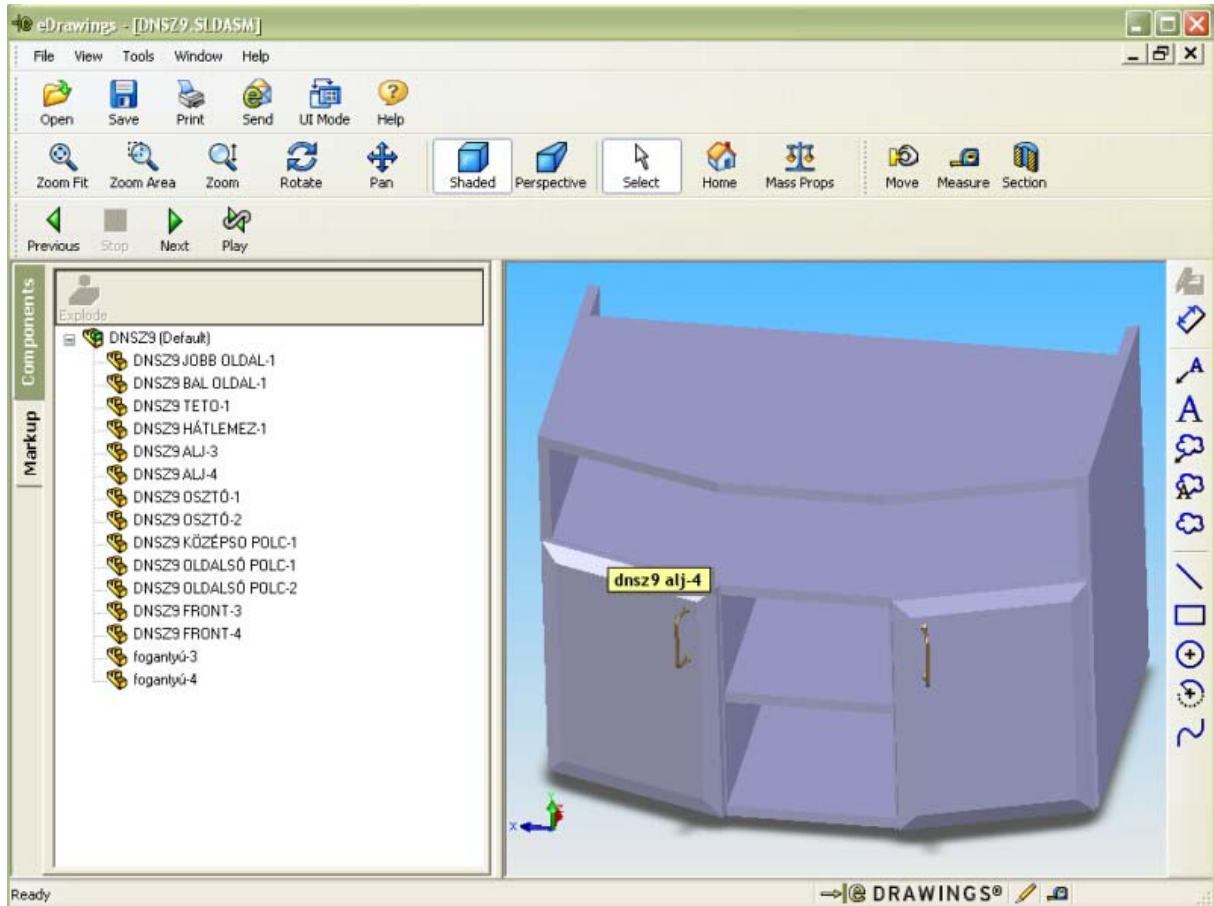 eDrawings - [DNSZ9.SLDASM]
File View Tools Window Help
Open Save Print Send UI Mode Help
Zoom Fit Zoom Area Zoom Rotate Pan Shaded Perspective Select Home Mass Props Move Measure Section
Previous Stop Next Play
Components
Markup
Explode
DNSZ9 (Default)
DNSZ9 JOBB OLDAL-1
DNSZ9 BAL OLDAL-1
DNSZ9 TETO-1
DNSZ9 HÁTLEMEZ-1
DNSZ9 ALJ-3
DNSZ9 ALJ-4
DNSZ9 OSZTÓ-1
DNSZ9 OSZTÓ-2
DNSZ9 KÖZÉPSO POLC-1
DNSZ9 OLDALSÓ POLC-1
DNSZ9 OLDALSÓ POLC-2
DNSZ9 FRONT-3
DNSZ9 FRONT-4
fogantyú-3
fogantyú-4
dnsz9 alj-4
Y
X
A
A
A
Ready
e DRAWINGS®